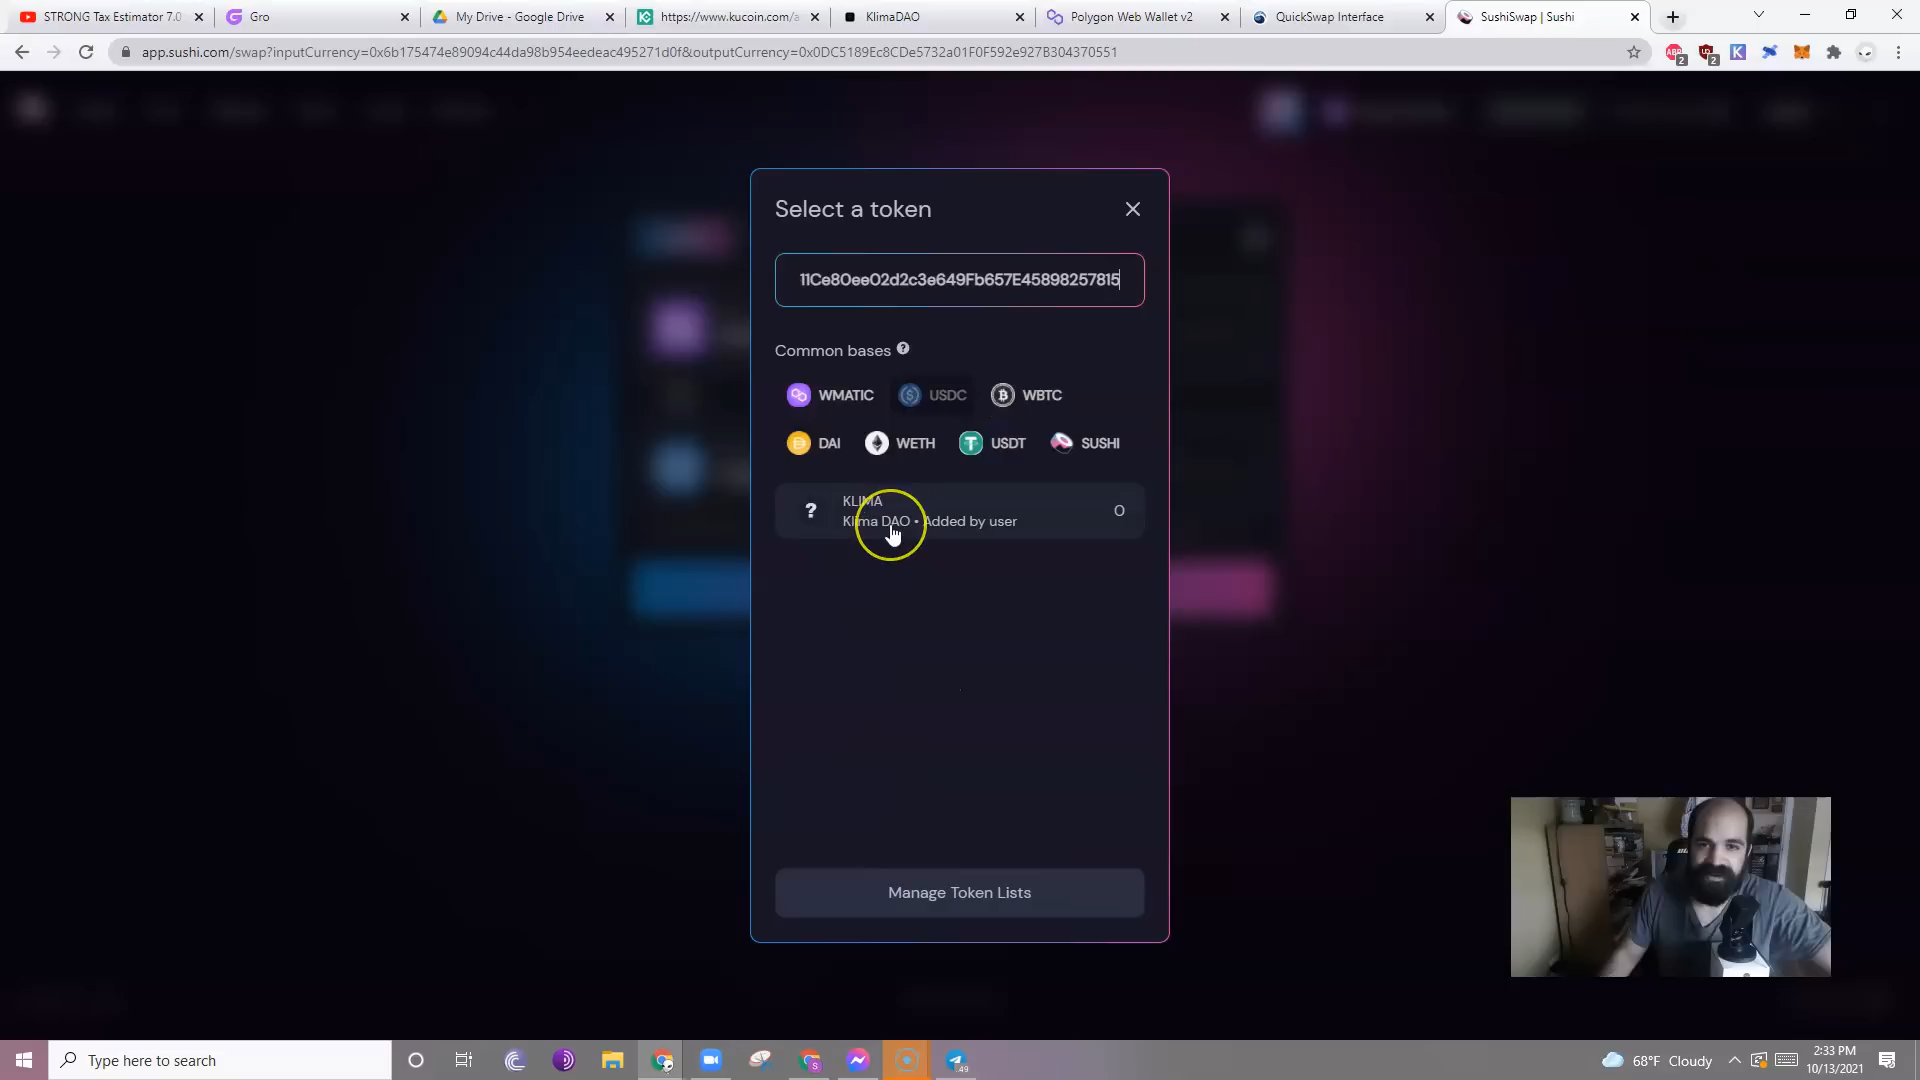 STRONG Tax Estimator 7.0
Gro
My Drive - Google Drive
https://www.kucoin.com/a
KlimaDAO
Polygon Web Wallet v2
QuickSwap Interface
SushiSwap | Sushi
app.sushi.com/swap?inputCurrency=0x6b175474e89094c44da98b954eedeac495271d0f&outputCurrency=0x0DC5189Ec8CDe5732a01F0F592e927B304370551
2
2
Select a token
11Ce80ee02d2c3e649Fb657E45898257815
Common bases ?
WMATIC
USDC
WBTC
DAI
WETH
USDT
SUSHI
?
KLIMA
Klima DAO • Added by user
0
Manage Token Lists
Type here to search
.49
68°F Cloudy
2:33 PM
10/13/2021